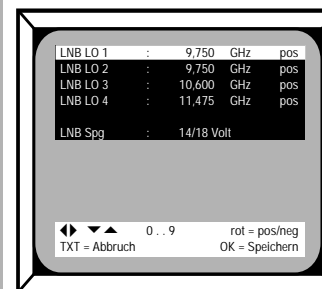 LNB LO 1 : 9,750 GHz pos
LNB LO 2 : 9,750 GHz pos
LNB LO 3 : 10,600 GHz pos
LNB LO 4 : 11,475 GHz pos
LNB Spg : 14/18 Volt
◀▶ ▼▲ 0 . . 9 rot = pos/neg
TXT = Abbruch OK = Speichern